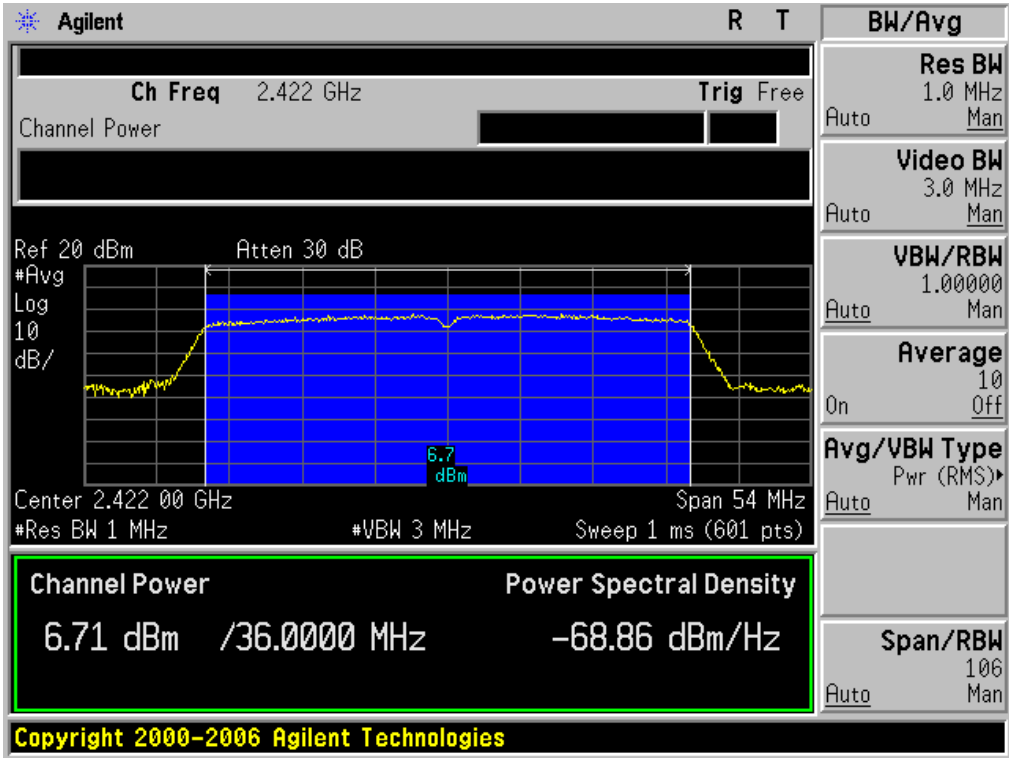 Agilent R T
Ch Freq 2.422 GHz Trig Free
Channel Power
Ref 20 dBm Atten 30 dB
#Avg
Log
10
dB/
6.7
dBm
Center 2.422 00 GHz Span 54 MHz
#Res BW 1 MHz #VBW 3 MHz Sweep 1 ms (601 pts)
Channel Power Power Spectral Density
6.71 dBm /36.0000 MHz -68.86 dBm/Hz
Copyright 2000-2006 Agilent Technologies
BW/Avg
Res BW
1.0 MHz
Auto Man
Video BW
3.0 MHz
Auto Man
VBW/RBW
1.00000
Auto Man
Average
10
On Off
Avg/VBW Type
Pwr (RMS)▸
Auto Man
Span/RBW
106
Auto Man